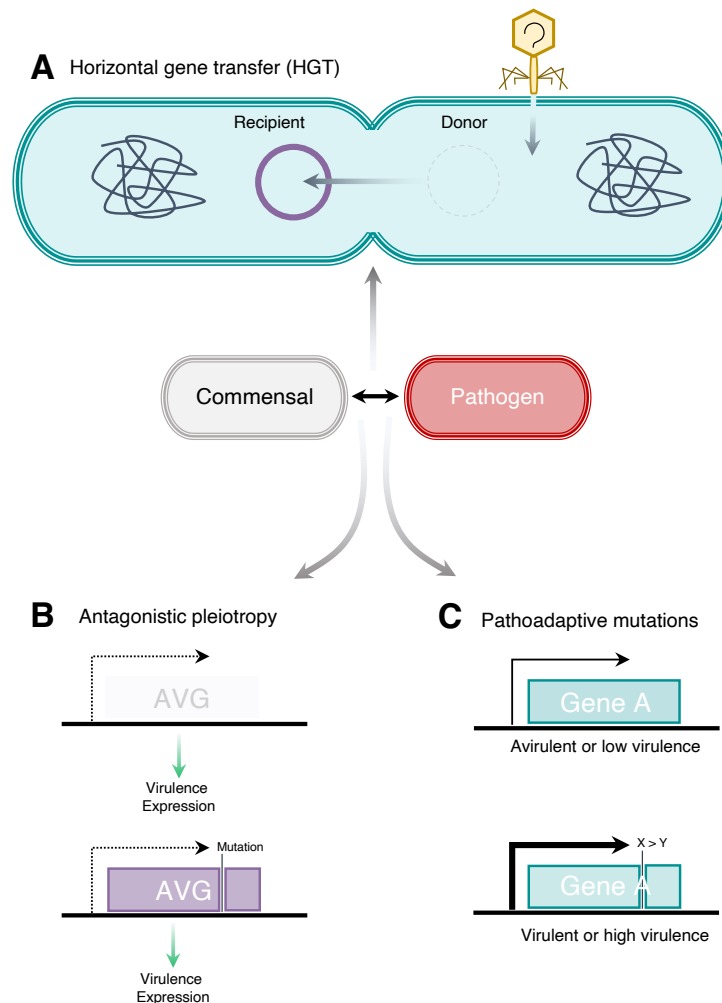 A Horizontal gene transfer (HGT)
Recipient
Donor
Commensal
Pathogen
B Antagonistic pleiotropy
AVG
Virulence
Expression
Mutation
AVG
Virulence
Expression
C Pathoadaptive mutations
Gene A
Avirulent or low virulence
X > Y
Gene A
Virulent or high virulence